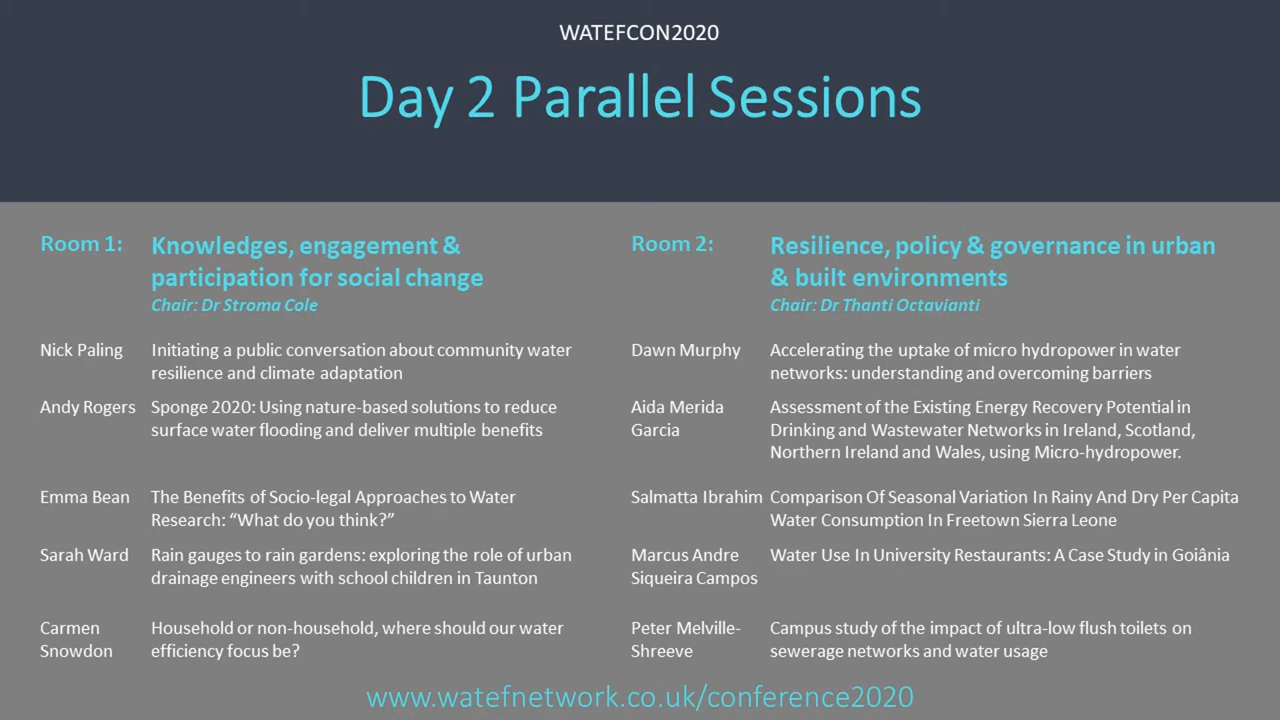 WATEFCON2020
Day 2 Parallel Sessions
Room 1:
Knowledges, engagement &
participation for social change
Chair: Dr Stroma Cole
Nick Paling
Initiating a public conversation about community water
resilience and climate adaptation
Andy Rogers
Sponge 2020: Using nature-based solutions to reduce
surface water flooding and deliver multiple benefits
Emma Bean
The Benefits of Socio-legal Approaches to Water
Research: “What do you think?”
Sarah Ward
Rain gauges to rain gardens: exploring the role of urban
drainage engineers with school children in Taunton
Carmen
Snowdon
Household or non-household, where should our water
efficiency focus be?
Room 2:
Resilience, policy & governance in urban
& built environments
Chair: Dr Thanti Octavianti
Dawn Murphy
Accelerating the uptake of micro hydropower in water
networks: understanding and overcoming barriers
Aida Merida
Garcia
Assessment of the Existing Energy Recovery Potential in
Drinking and Wastewater Networks in Ireland, Scotland,
Northern Ireland and Wales, using Micro-hydropower.
Salmatta Ibrahim
Comparison Of Seasonal Variation In Rainy And Dry Per Capita
Water Consumption In Freetown Sierra Leone
Marcus Andre
Siqueira Campos
Water Use In University Restaurants: A Case Study in Goiânia
Peter Melville-
Shreeve
Campus study of the impact of ultra-low flush toilets on
sewerage networks and water usage
www.watefnetwork.co.uk/conference2020